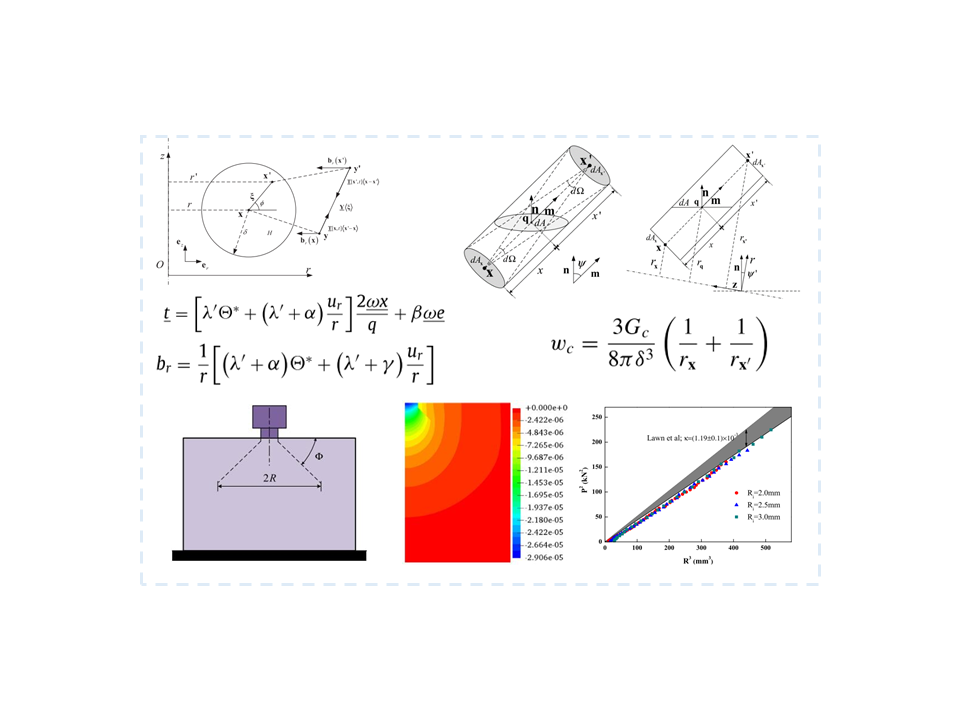 z
r'
r
x'
ξ
ϕ
x
δ
H
b_r(x')
y'
χ⟨ξ⟩
b_r(x)
y
e_z
e_r
O
r
x'
dA_x'
dΩ
n
m
q
dA
x'
dA_x
dΩ
x
x
n
ψ
m
x'
dA_x'
n
dA
q
m
x'
dA_x
x
x
r_x
r_q
r_x'
r
n
ψ'
z
t = [λ'Θ* + (λ' + α) u_r/r] 2ωx/q + βωe
b_r = 1/r [(λ' + α)Θ* + (λ' + γ) u_r/r]
w_c = 3G_c/8πδ³ (1/r_x + 1/r_x')
Φ
2R
+0.000e+0
-2.422e-06
-4.843e-06
-7.265e-06
-9.687e-06
-1.211e-05
-1.453e-05
-1.695e-05
-1.937e-05
-2.180e-05
-2.422e-05
-2.664e-05
-2.906e-05
250
200
150
100
50
0
P² (kN²)
Lawn et al; κ=(1.19±0.1)×10
R_i=2.0mm
R_i=2.5mm
R_i=3.0mm
0 100 200 300 400 500
R³ (mm³)